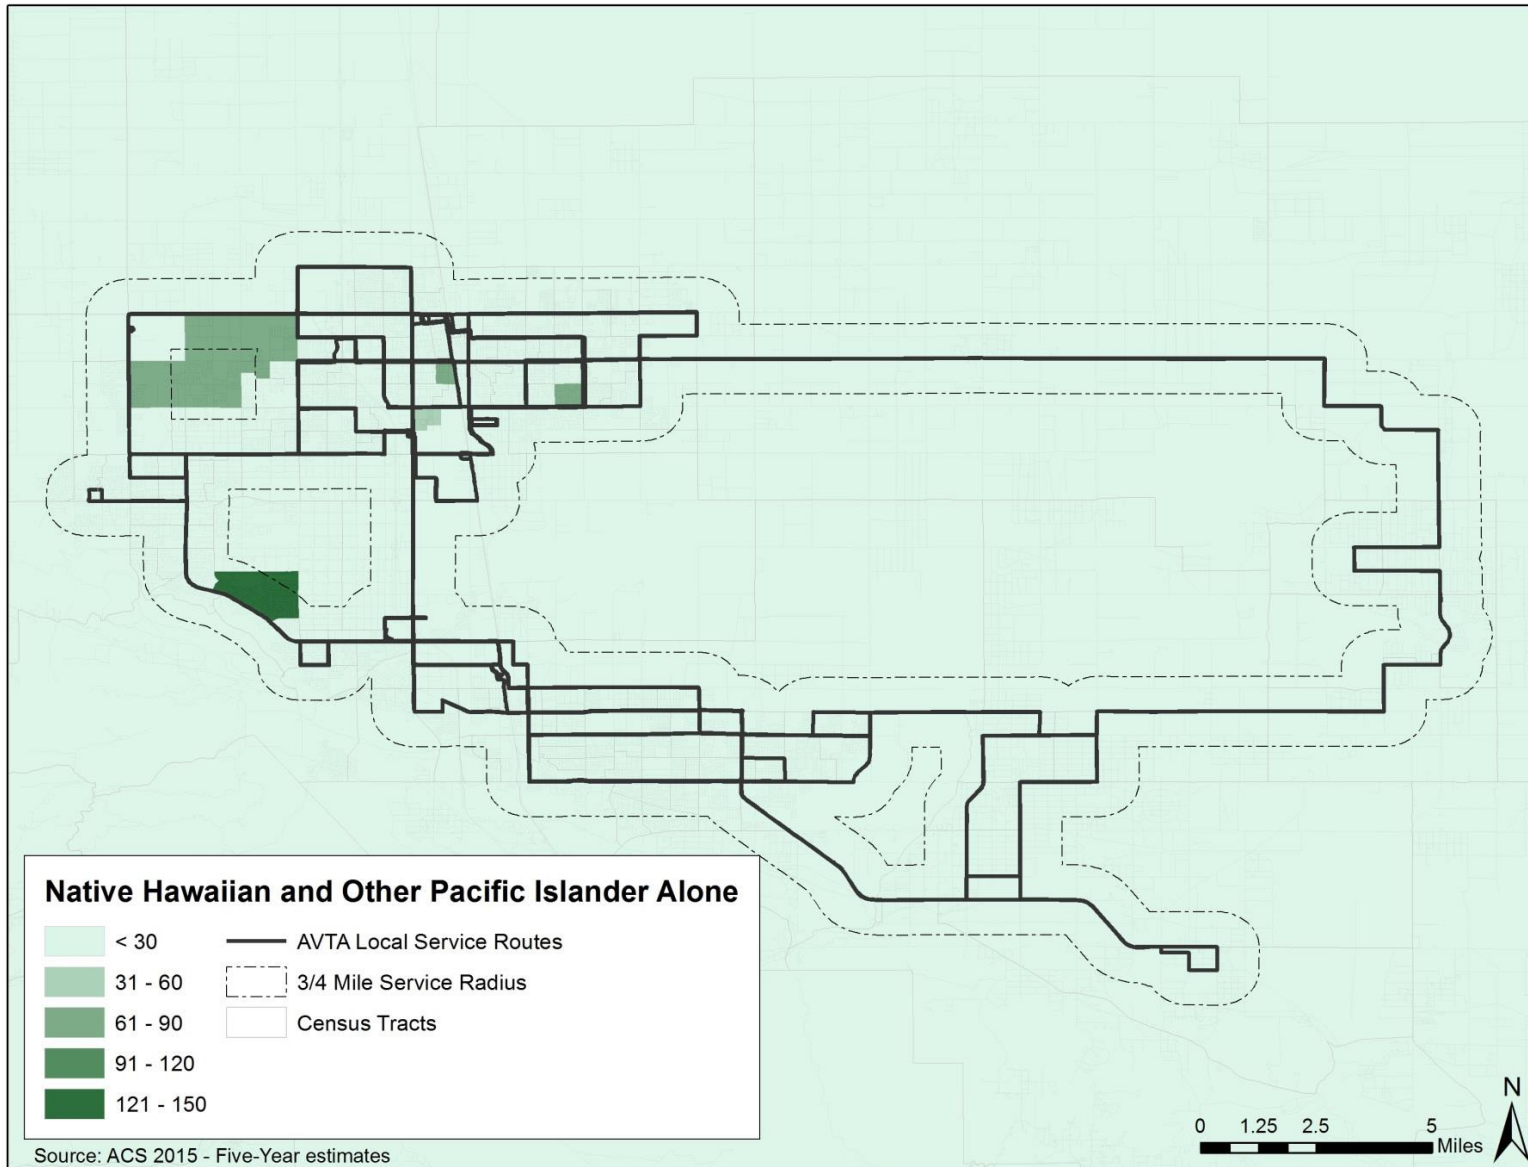 Native Hawaiian and Other Pacific Islander Alone
< 30
AVTA Local Service Routes
31 - 60
3/4 Mile Service Radius
61 - 90
Census Tracts
91 - 120
121 - 150
Source: ACS 2015 - Five-Year estimates
0 1.25 2.5 5
Miles
N